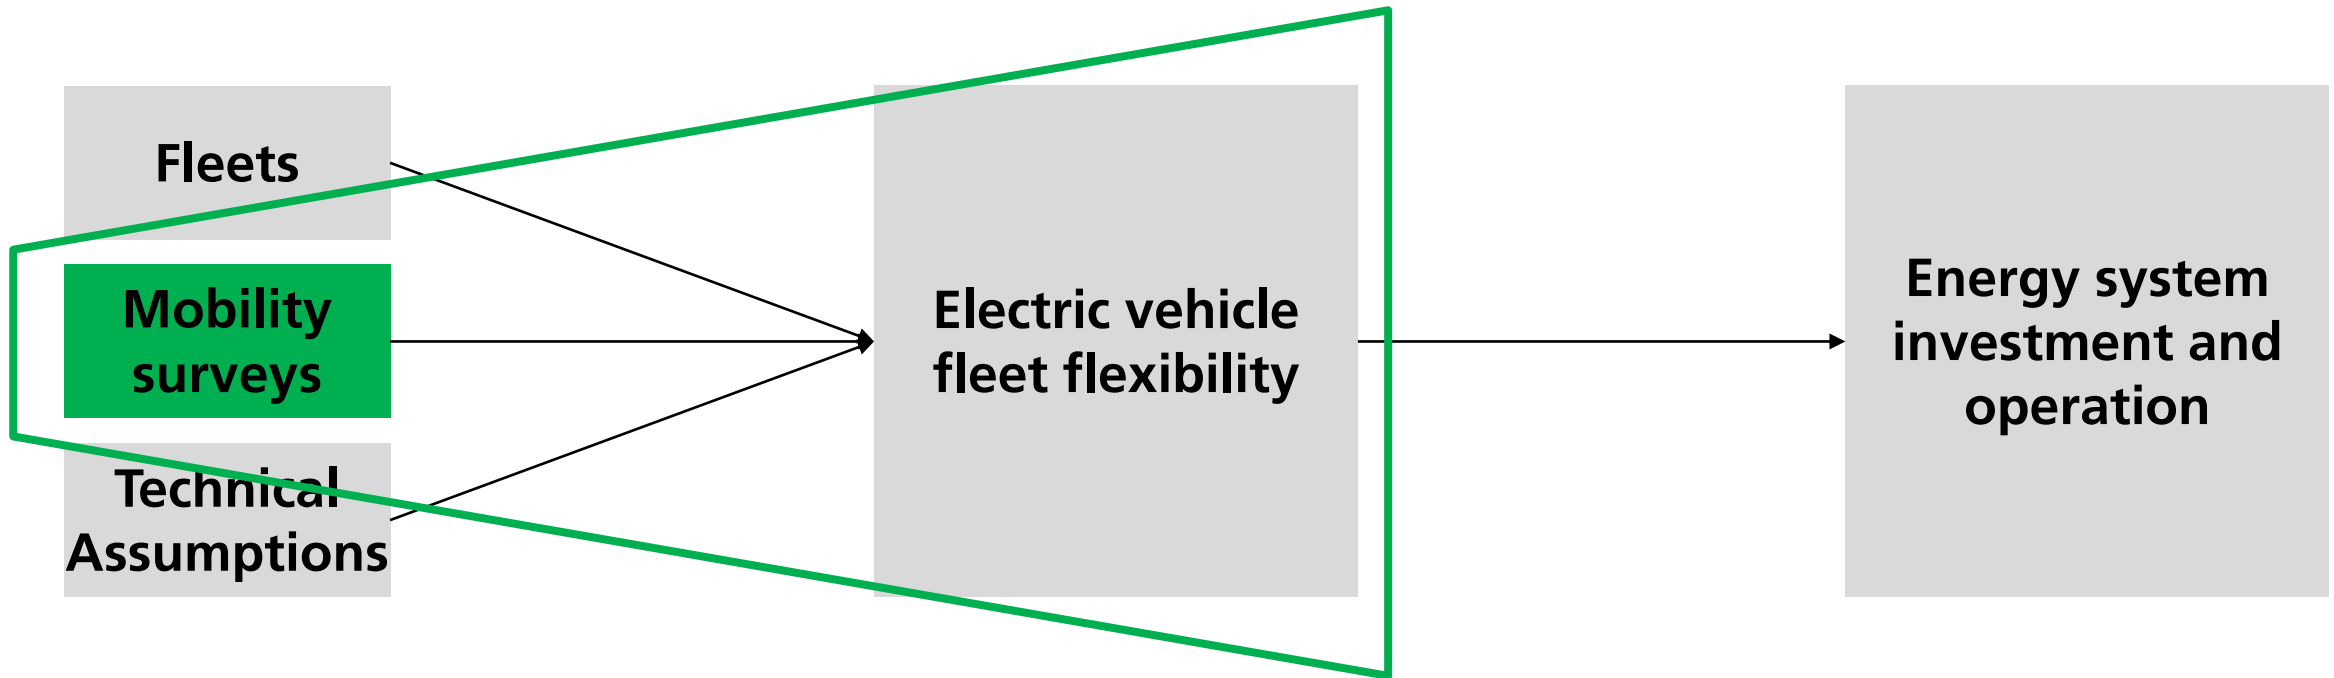 Fleets
Mobility
surveys
Technical
Assumptions
Electric vehicle
fleet flexibility
Energy system
investment and
operation